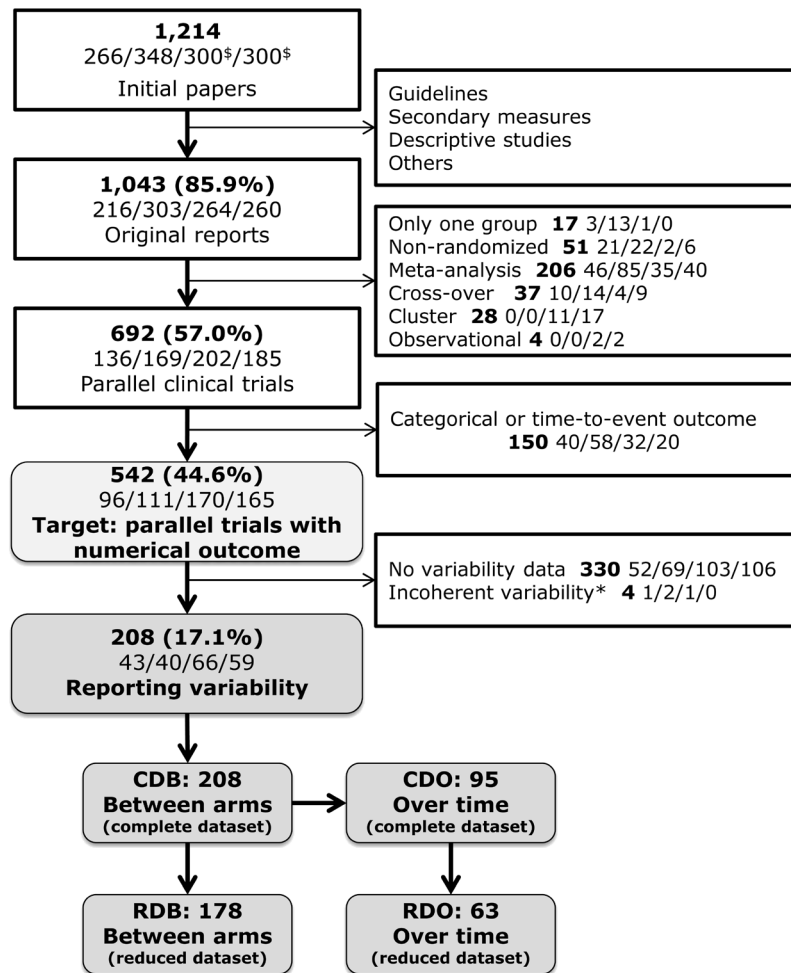 1,214
266/348/300$/300$
Initial papers
Guidelines
Secondary measures
Descriptive studies
Others
1,043 (85.9%)
216/303/264/260
Original reports
Only one group 17 3/13/1/0
Non-randomized 51 21/22/2/6
Meta-analysis 206 46/85/35/40
Cross-over 37 10/14/4/9
Cluster 28 0/0/11/17
Observational 4 0/0/2/2
692 (57.0%)
136/169/202/185
Parallel clinical trials
Categorical or time-to-event outcome
150 40/58/32/20
542 (44.6%)
96/111/170/165
Target: parallel trials with
numerical outcome
No variability data 330 52/69/103/106
Incoherent variability* 4 1/2/1/0
208 (17.1%)
43/40/66/59
Reporting variability
CDB: 208
Between arms
(complete dataset)
CDO: 95
Over time
(complete dataset)
RDB: 178
Between arms
(reduced dataset)
RDO: 63
Over time
(reduced dataset)